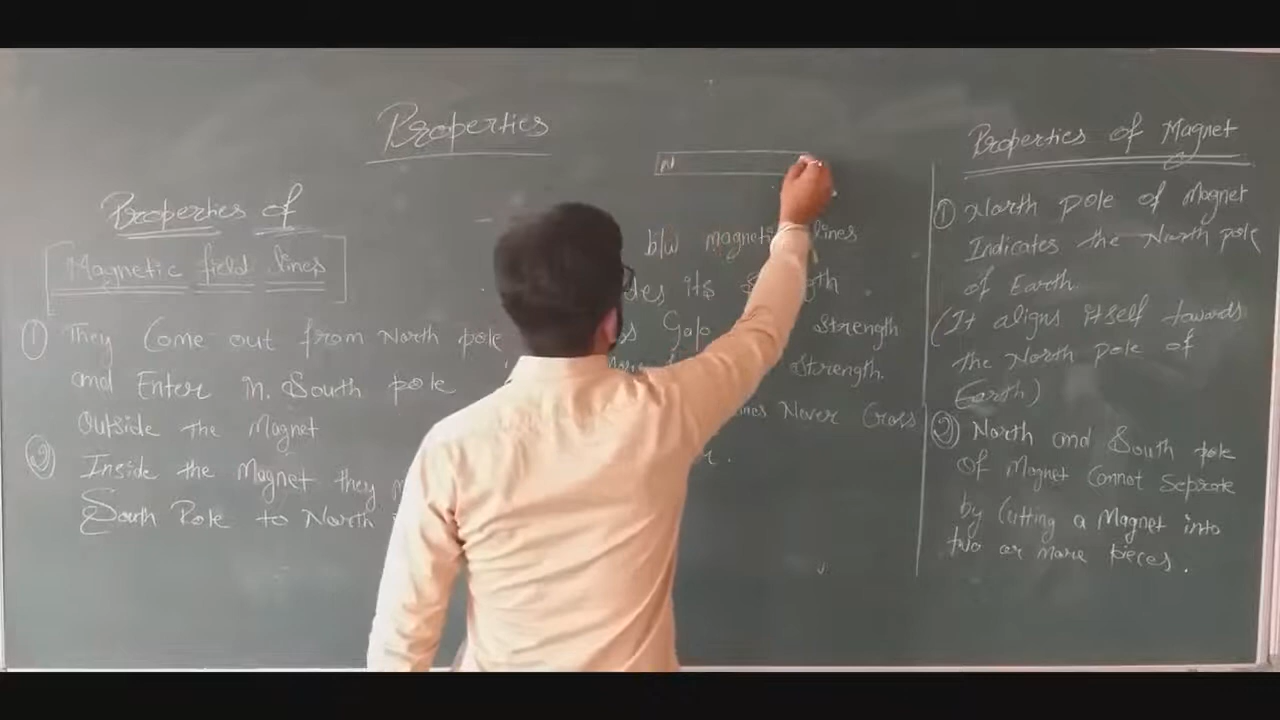 Properties
Properties of
Magnetic field lines
① They Come out from North pole
and Enter in South pole
Outside the Magnet
② Inside the Magnet they
South Pole to North
N
b/w magnetic lines
its
Gap strength
strength.
Never Cross
Properties of Magnet
① North pole of Magnet
Indicates the North pole
of Earth.
(It aligns itself towards
the North pole of
Earth)
② North and South pole
of Magnet Cannot Seprate
by Cutting a Magnet into
two or more pieces.